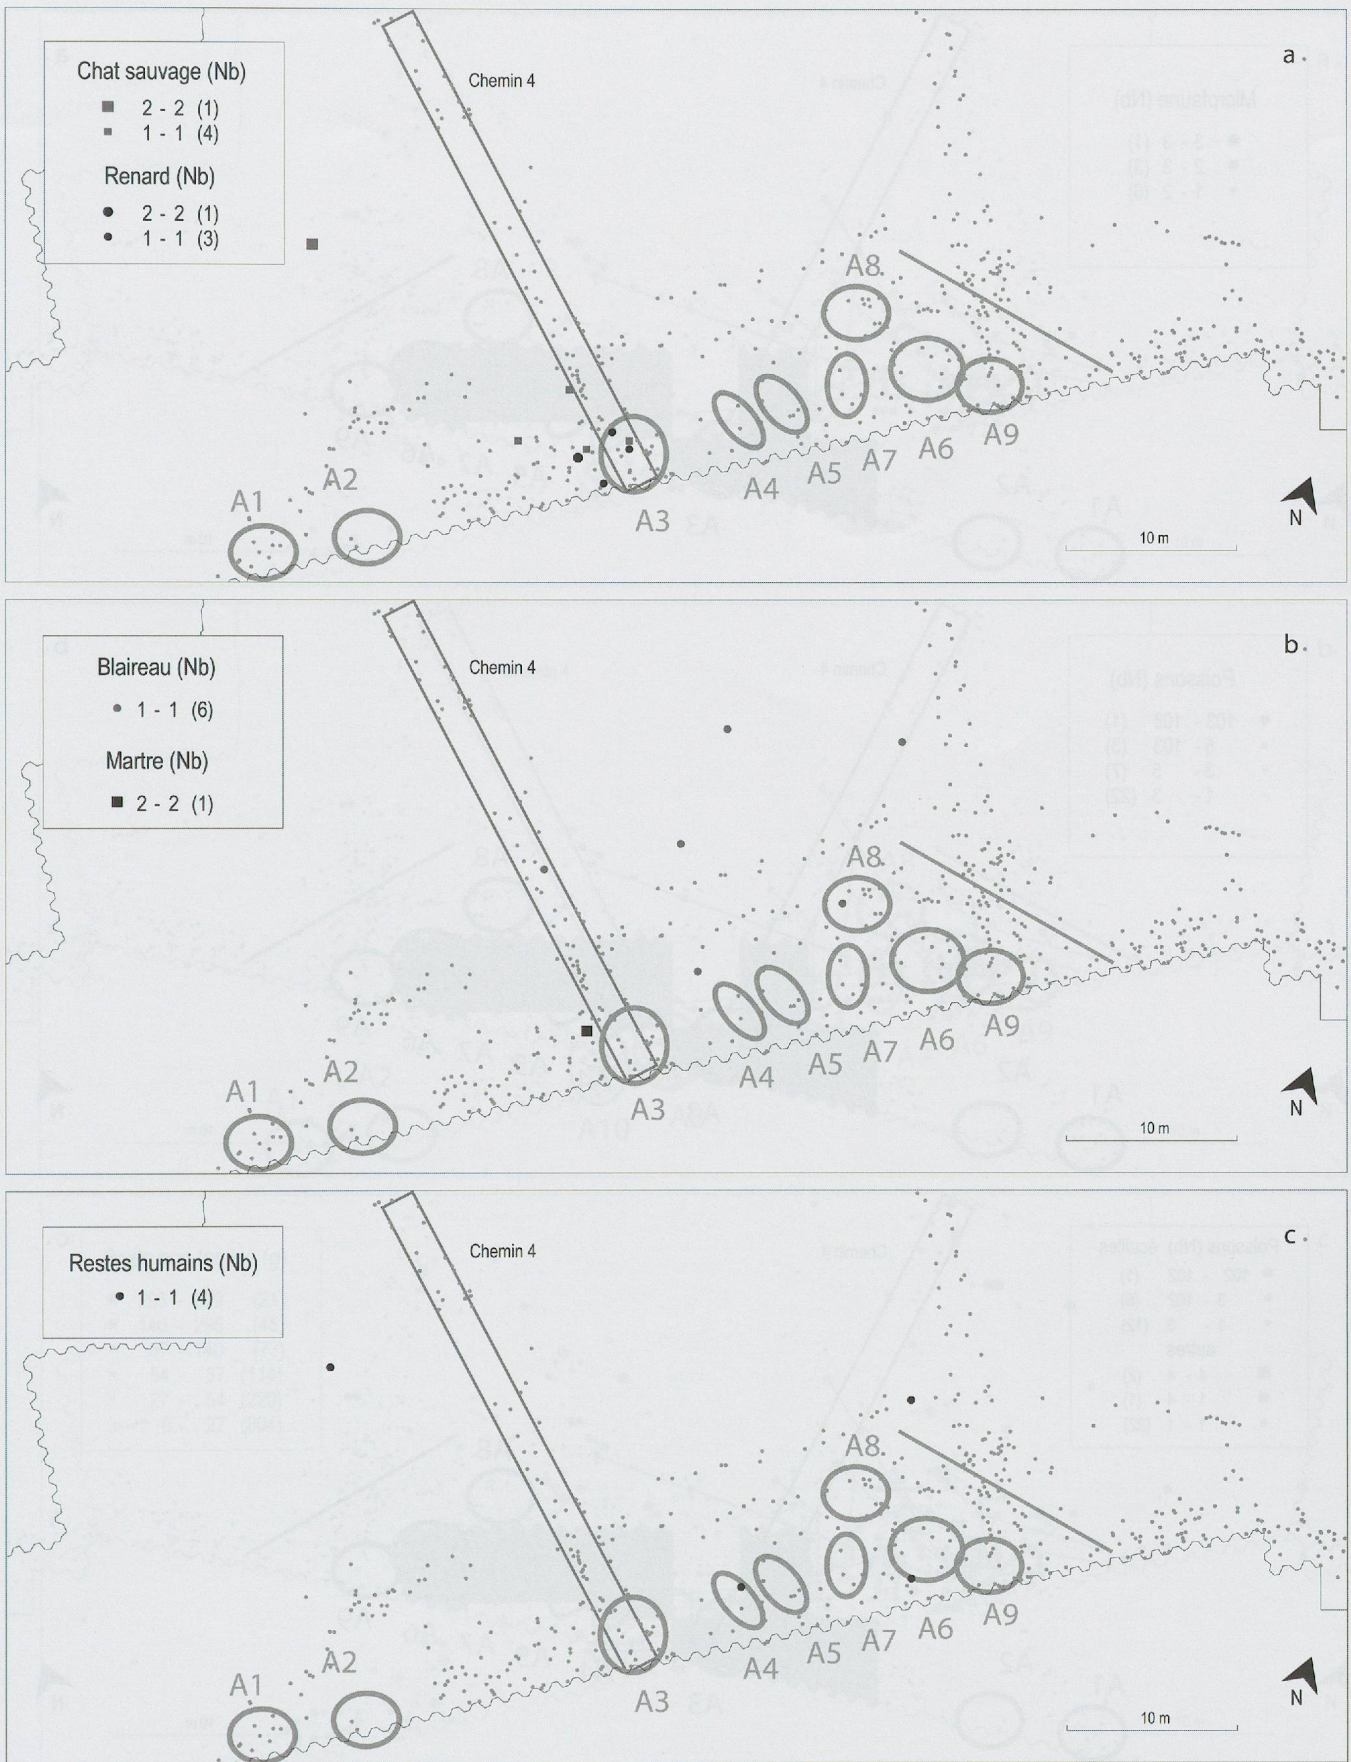 a.
Chat sauvage (Nb)
2 - 2 (1)
1 - 1 (4)
Renard (Nb)
2 - 2 (1)
1 - 1 (3)
Chemin 4
A8
A1
A2
A3
A4
A5
A7
A6
A9
N
10 m
b.
Blaireau (Nb)
1 - 1 (6)
Martre (Nb)
2 - 2 (1)
Chemin 4
A8
A1
A2
A3
A4
A5
A7
A6
A9
N
10 m
c.
Restes humains (Nb)
1 - 1 (4)
Chemin 4
A8
A1
A2
A3
A4
A5
A7
A6
A9
N
10 m